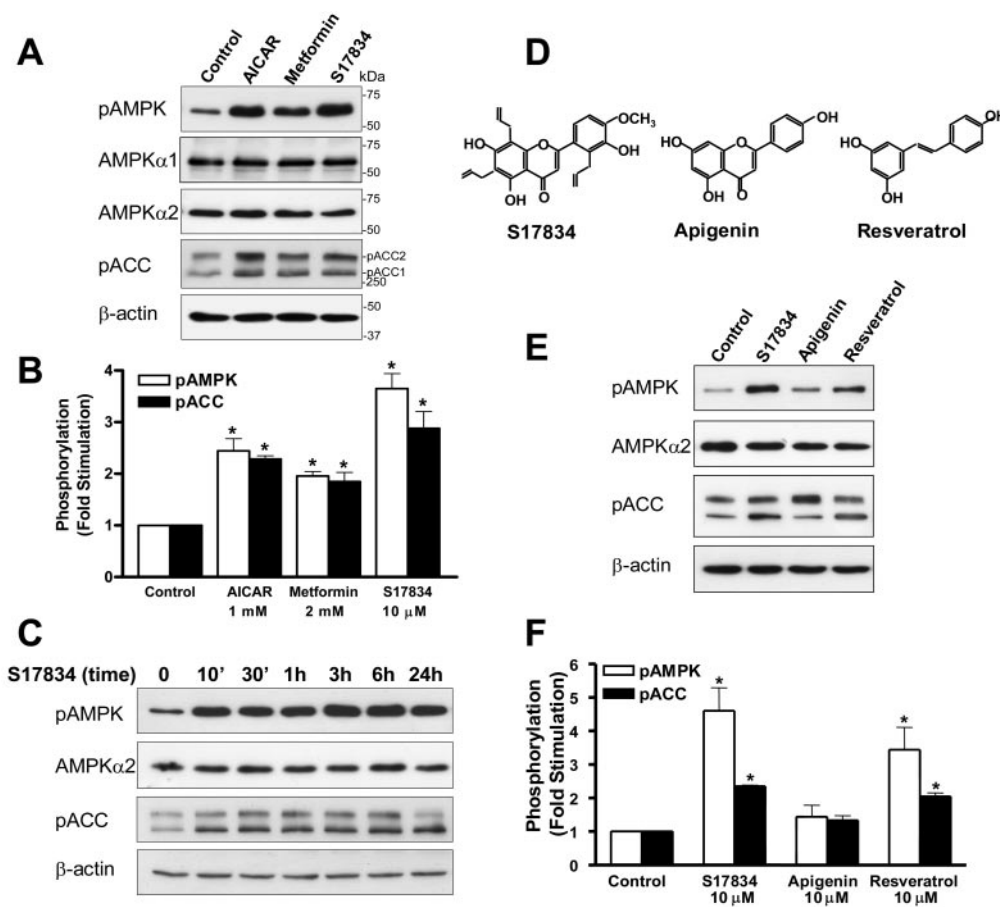 A
Control AICAR Metformin S17834
kDa
pAMPK
-75
-50
AMPKα1
-75
-50
AMPKα2
-75
-50
pACC
-pACC2
-pACC1
-250
β-actin
-50
-37
B
Phosphorylation
(Fold Stimulation)
pAMPK
pACC
4
3
2
1
0
* * * * * *
Control AICAR Metformin S17834
1 mM 2 mM 10 μM
C
S17834 (time) 0 10' 30' 1h 3h 6h 24h
pAMPK
AMPKα2
pACC
β-actin
D
HO O OCH3 OH OH O
S17834
HO O OH OH O
Apigenin
HO OH OH
Resveratrol
E
Control S17834 Apigenin Resveratrol
pAMPK
AMPKα2
pACC
β-actin
F
Phosphorylation
(Fold Stimulation)
pAMPK
pACC
6
5
4
3
2
1
0
* * * *
Control S17834 Apigenin Resveratrol
10 μM 10 μM 10 μM